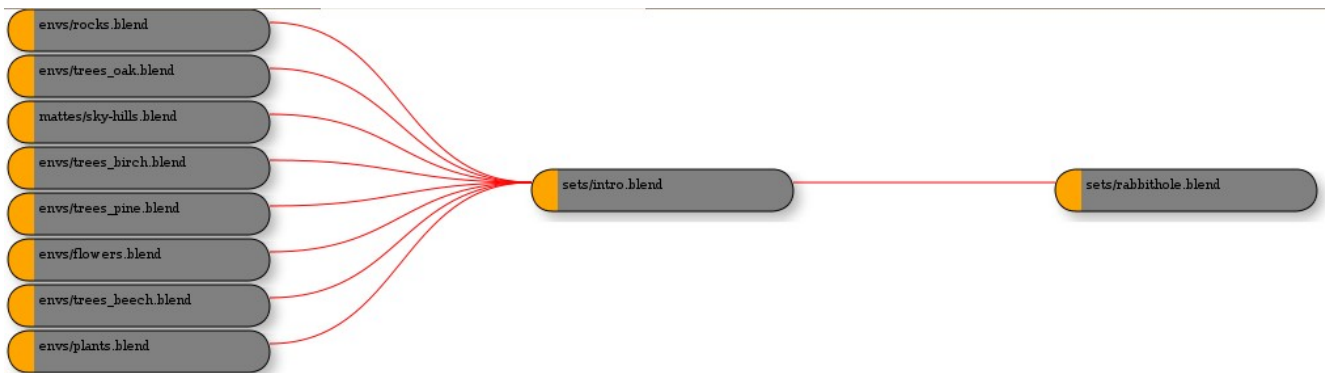 envs/rocks.blend
envs/trees_oak.blend
mattes/sky-hills.blend
envs/trees_birch.blend
envs/trees_pine.blend
envs/flowers.blend
envs/trees_beech.blend
envs/plants.blend
sets/intro.blend
sets/rabbithole.blend